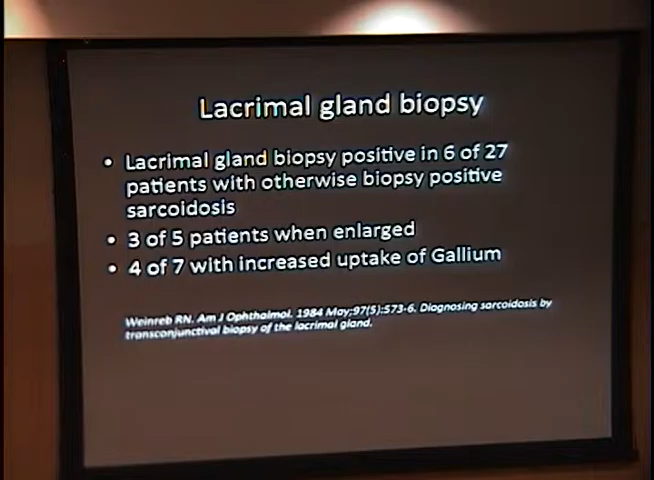 Lacrimal gland biopsy
• Lacrimal gland biopsy positive in 6 of 27
patients with otherwise biopsy positive
sarcoidosis
• 3 of 5 patients when enlarged
• 4 of 7 with increased uptake of Gallium
Weinreb RN. Am J Ophthalmol. 1984 May;97(5):573-6. Diagnosing sarcoidosis by
transconjunctival biopsy of the lacrimal gland.